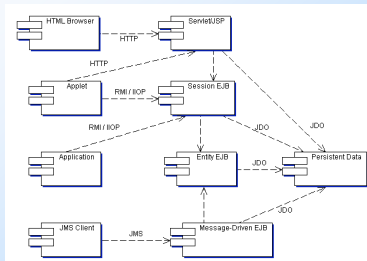 HTML Browser
Servlet/JSP
HTTP
HTTP
Applet
Session EJB
RMI / IIOP
RMI / IIOP
JDO
JDO
Application
Entity EJB
JDO
Persistent Data
JDO
JMS Client
JMS
Message-Driven EJB